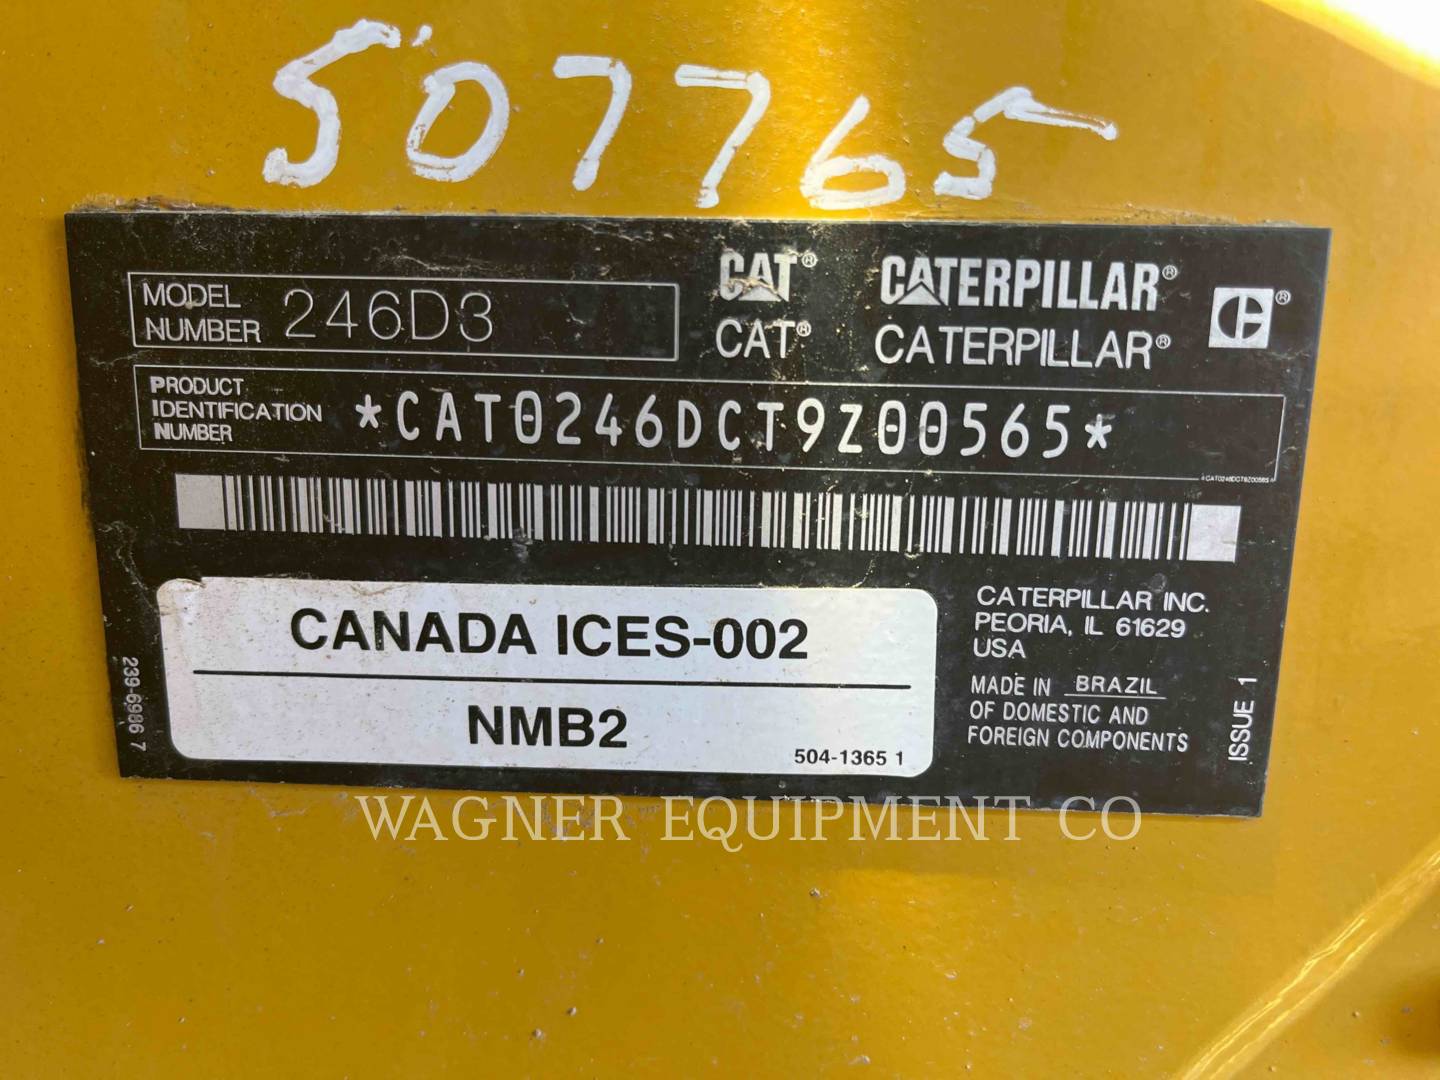 507765
MODEL NUMBER 246D3
CAT® CATERPILLAR®
CAT® CATERPILLAR®
PRODUCT IDENTIFICATION NUMBER *CAT0246DCT9Z00565*
*CAT0246DCT9Z00565*
CANADA ICES-002
NMB2
504-1365 1
239-6986 7
CATERPILLAR INC.
PEORIA, IL 61629
USA
MADE IN BRAZIL
OF DOMESTIC AND
FOREIGN COMPONENTS
ISSUE 1
WAGNER EQUIPMENT CO